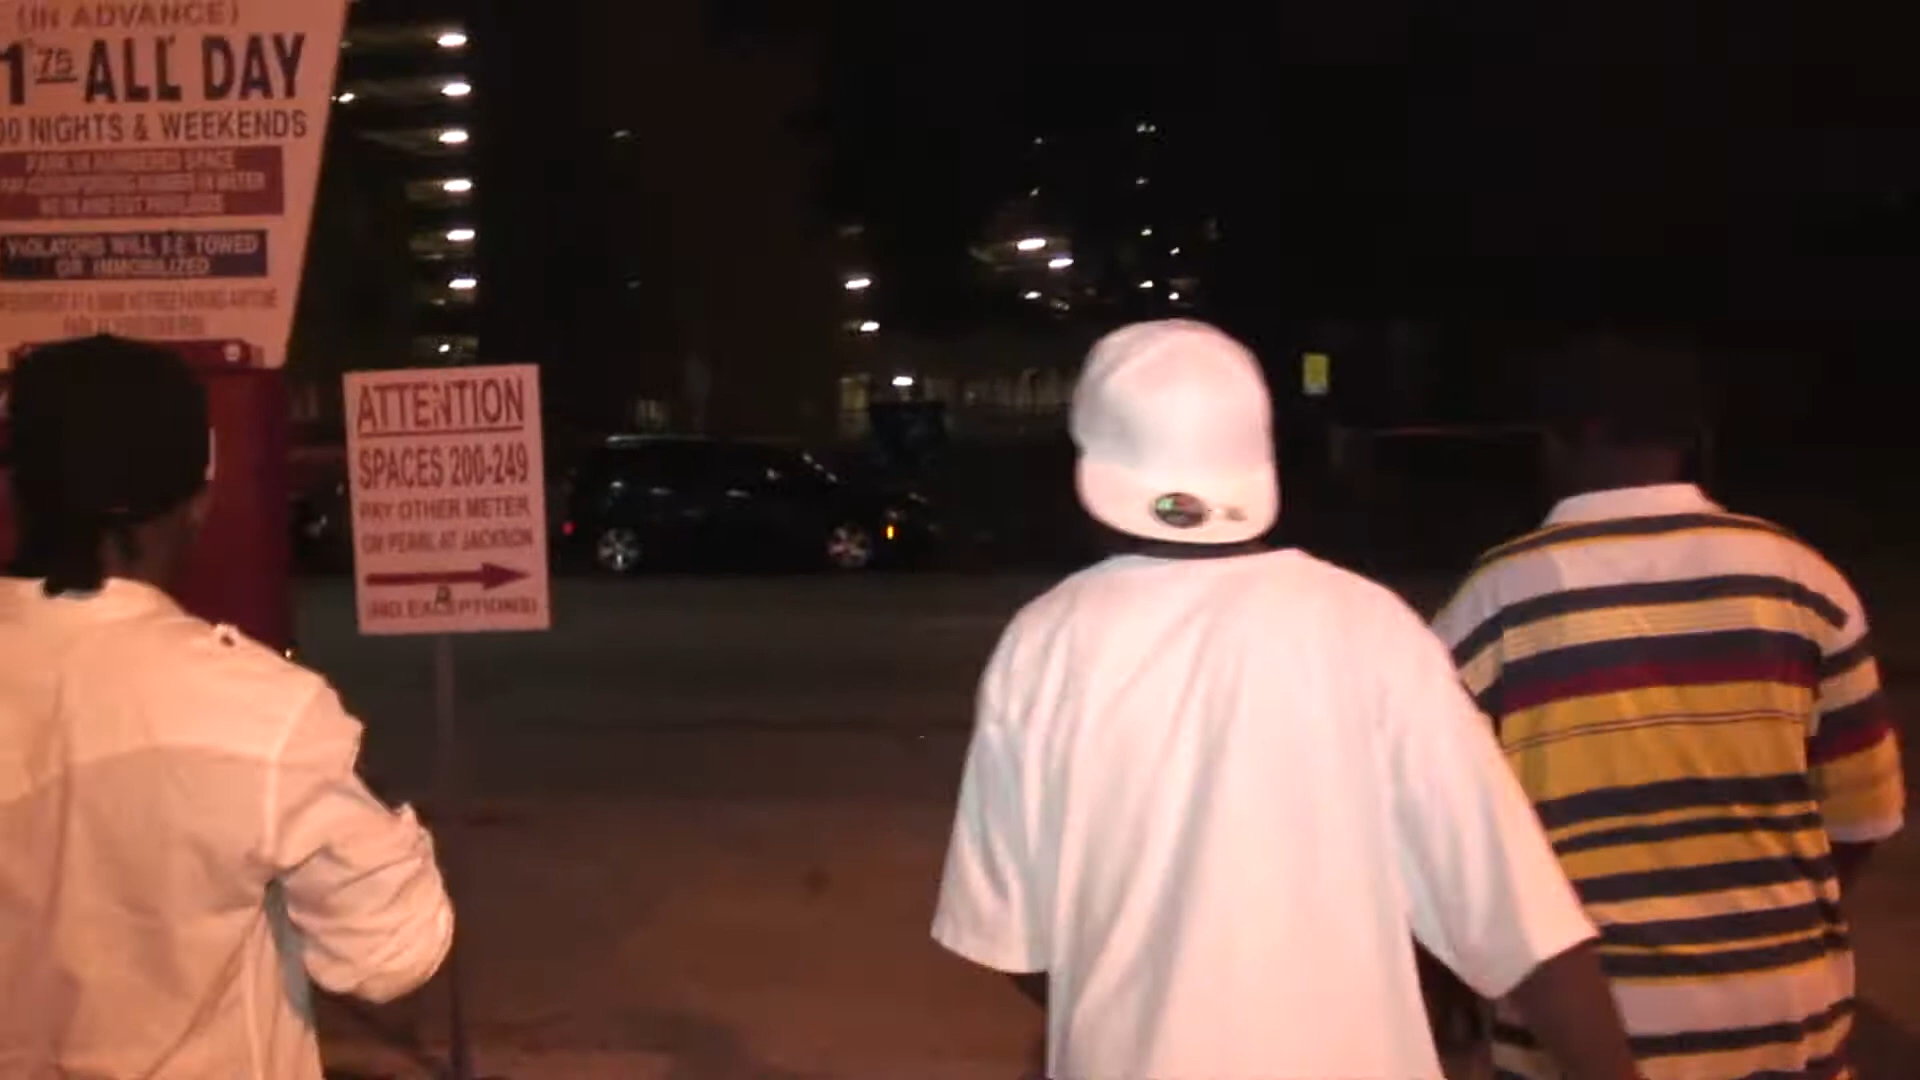 (IN ADVANCE)
1.75 ALL DAY
00 NIGHTS & WEEKENDS
PARK IN NUMBERED SPACE
VIOLATORS WILL BE TOWED
OR IMMOBILIZED
ATTENTION
SPACES 200-249
PAY OTHER METER
ON PEARL AT JACKSON
(NO EXCEPTIONS)